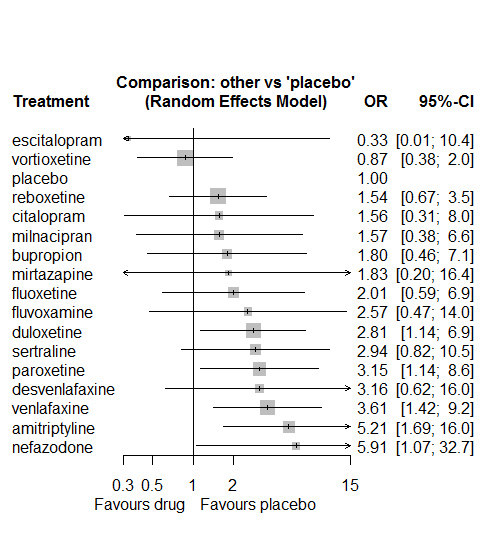 Comparison: other vs 'placebo'
Treatment (Random Effects Model) OR 95%-CI
escitalopram 0.33 [0.01; 10.4]
vortioxetine 0.87 [0.38; 2.0]
placebo 1.00
reboxetine 1.54 [0.67; 3.5]
citalopram 1.56 [0.31; 8.0]
milnacipran 1.57 [0.38; 6.6]
bupropion 1.80 [0.46; 7.1]
mirtazapine 1.83 [0.20; 16.4]
fluoxetine 2.01 [0.59; 6.9]
fluvoxamine 2.57 [0.47; 14.0]
duloxetine 2.81 [1.14; 6.9]
sertraline 2.94 [0.82; 10.5]
paroxetine 3.15 [1.14; 8.6]
desvenlafaxine 3.16 [0.62; 16.0]
venlafaxine 3.61 [1.42; 9.2]
amitriptyline 5.21 [1.69; 16.0]
nefazodone 5.91 [1.07; 32.7]
0.3 0.5 1 2 15
Favours drug Favours placebo